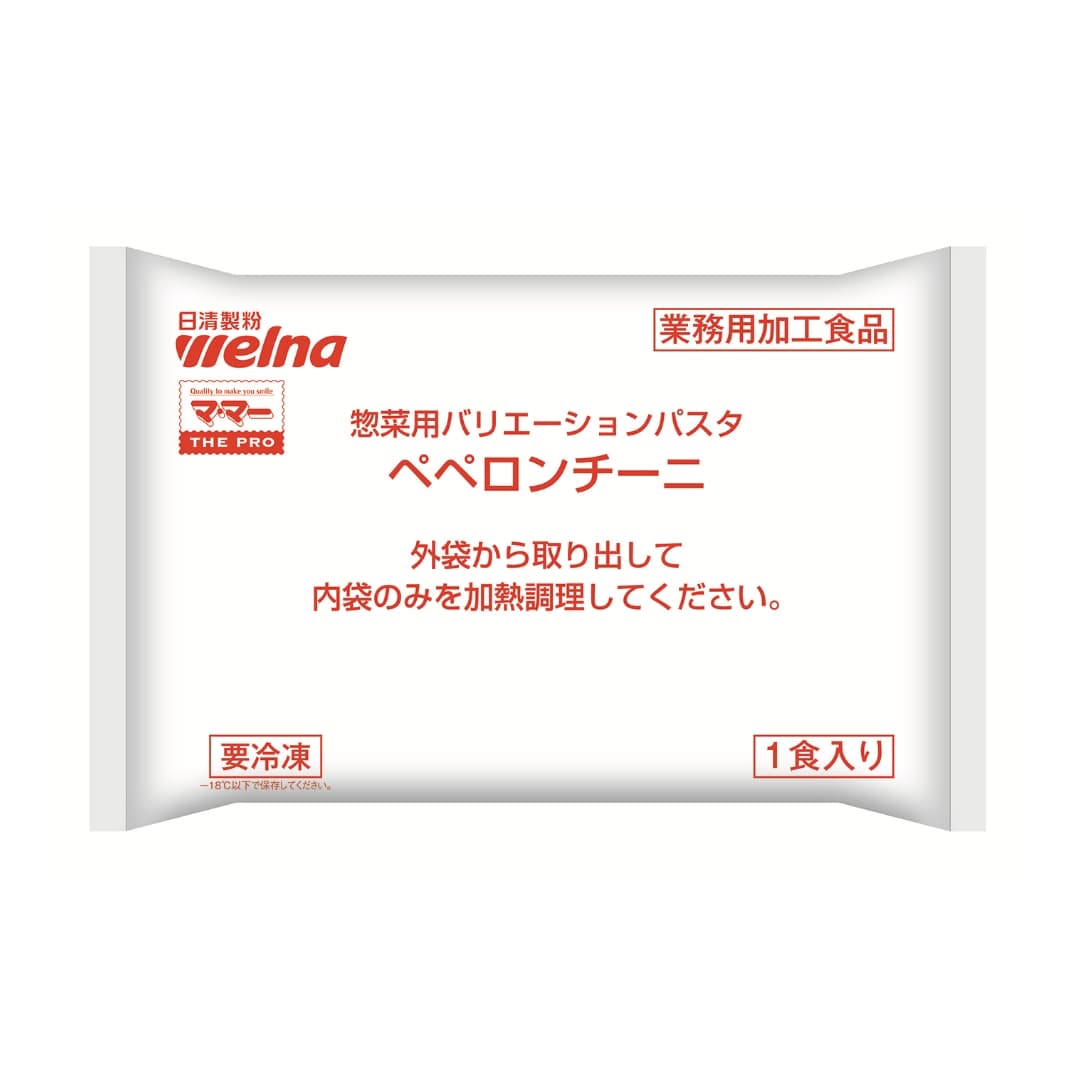 日清製粉
welna
業務用加工食品
Quality to make you smile
マ・マー
THE PRO
惣菜用バリエーションパスタ
ペペロンチーニ
外袋から取り出して
内袋のみを加熱調理してください。
要冷凍
−18℃以下で保存してください。
1食入り